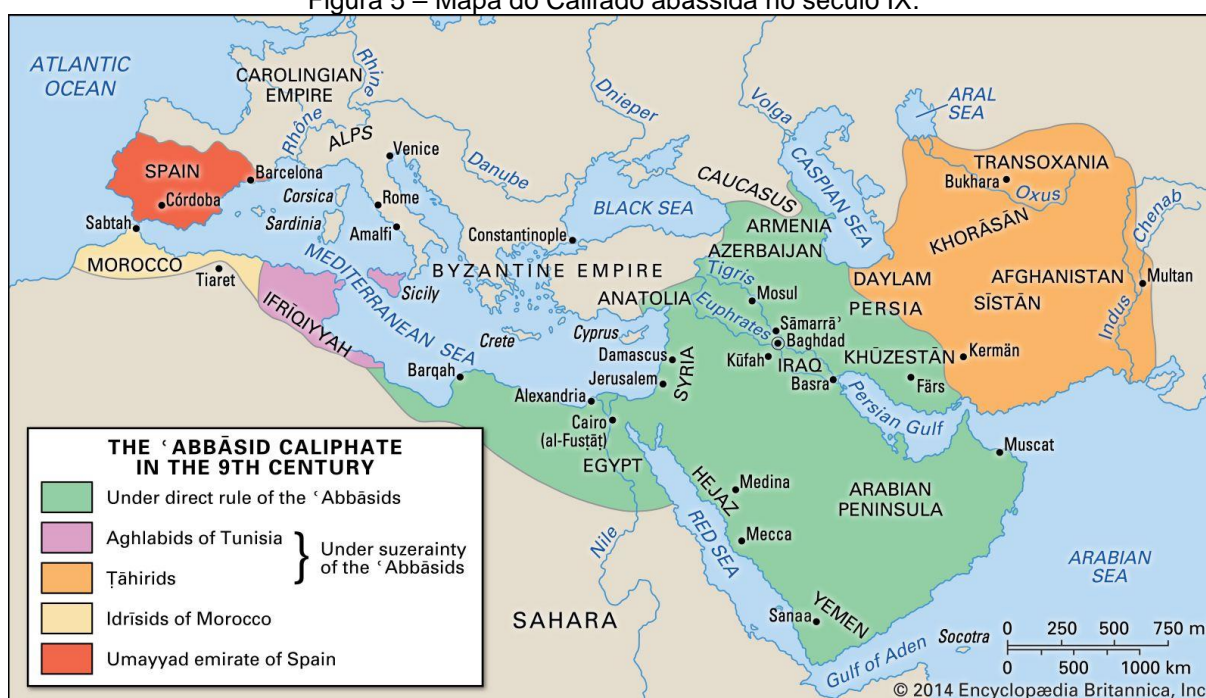 Figura 5 – Mapa do Califado abássida no século IX.
ATLANTIC
OCEAN
CAROLINGIAN
EMPIRE
Rhine
Rhône
ALPS
Venice
Danube
Dnieper
Volga
ARAL
SEA
CASPIAN SEA
TRANSOXANIA
Bukhara
Oxus
Chenab
SPAIN
Barcelona
Córdoba
Corsica
Sardinia
Rome
Amalfi
BLACK SEA
CAUCASUS
ARMENIA
AZERBAIJAN
KHORĀSĀN
Sabtah
Constantinople
MOROCCO
Tiaret
MEDITERRANEAN SEA
BYZANTINE EMPIRE
ANATOLIA
Tigris
Mosul
DAYLAM
AFGHANISTAN
Multan
SĪSTĀN
Indus
IFRĪQIYYAH
Sicily
Euphrates
PERSIA
Crete
Cyprus
Sāmarrāʾ
Baghdad
Damascus
Kūfah
IRAQ
KHŪZESTĀN
Kermān
Barqah
Jerusalem
SYRIA
Basra
Fārs
Alexandria
Persian Gulf
Cairo
(al-Fusṭāṭ)
EGYPT
Muscat
HEJAZ
Medina
ARABIAN
PENINSULA
Mecca
Nile
RED SEA
ARABIAN
SEA
SAHARA
Sanaa
YEMEN
Socotra
Gulf of Aden
THE ʿABBĀSID CALIPHATE
IN THE 9TH CENTURY
Under direct rule of the ʿAbbāsids
Aghlabids of Tunisia
Ṭāhirids
Under suzerainty
of the ʿAbbāsids
Idrīsids of Morocco
Umayyad emirate of Spain
0 250 500 750 m
0 500 1000 km
© 2014 Encyclopædia Britannica, Inc